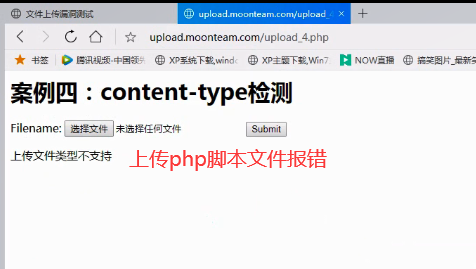 文件上传漏洞测试
upload.moonteam.com/upload_4
upload.moonteam.com/upload_4.php
书签 腾讯视频-中国领先 XP系统下载,windo XP主题下载,Win7 NOW直播 搞笑图片_最新搞
案例四：content-type检测
Filename: 选择文件 未选择任何文件 Submit
上传文件类型不支持 上传php脚本文件报错